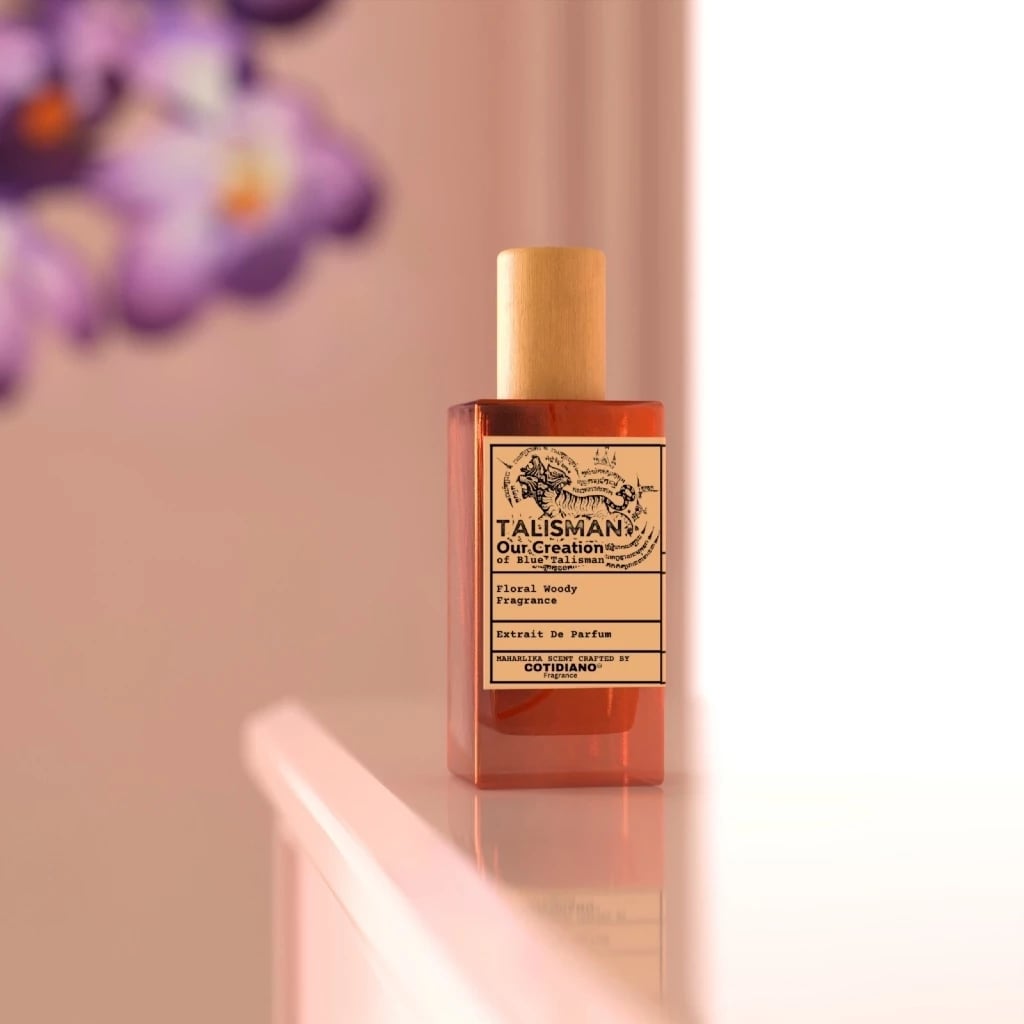 TALISMAN
Our Creation
of Blue Talisman
Floral Woody
Fragrance
Extrait De Parfum
MAHARLIKA SCENT CRAFTED BY
COTIDIANO
Fragrance